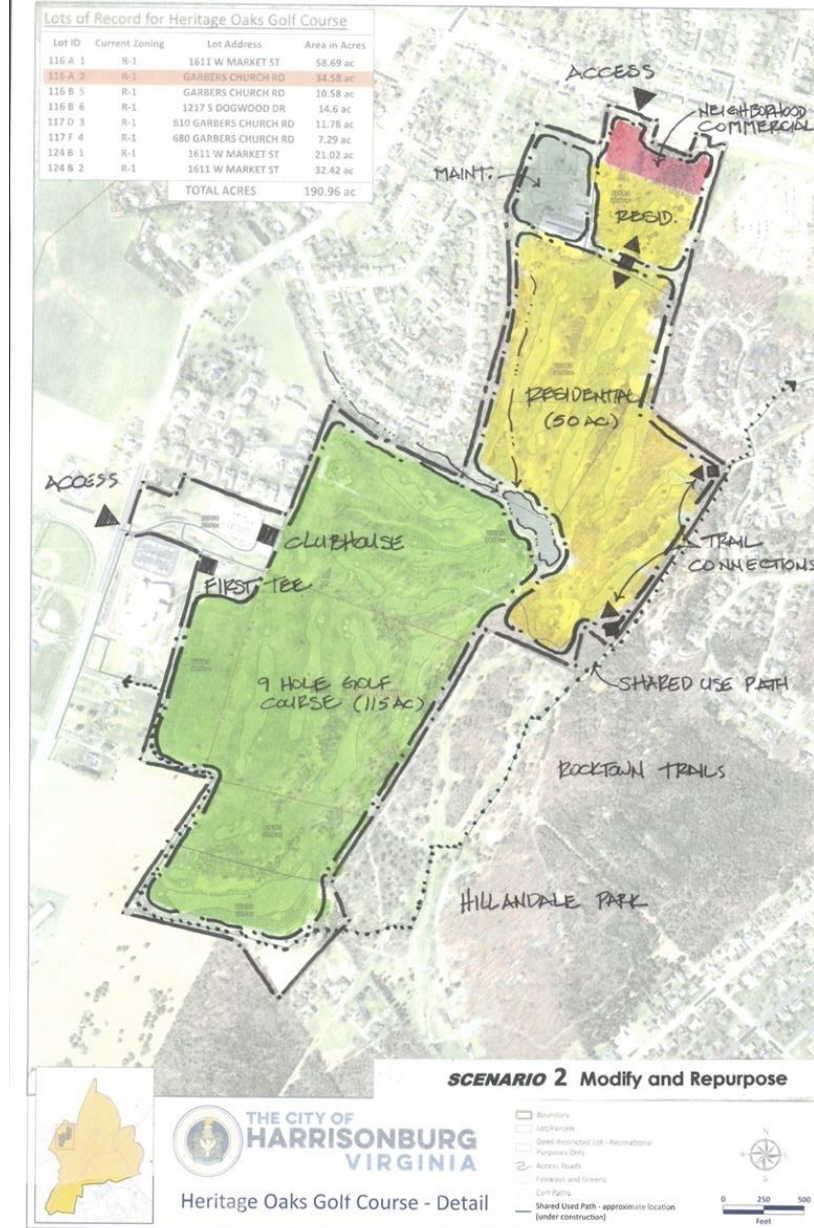 Lots of Record for Heritage Oaks Golf Course
Lot ID Current Zoning Lot Address Area in Acres
116 A 1 R-1 1611 W MARKET ST 58.69 ac
116 A 2 R-1 GARBERS CHURCH RD 34.58 ac
116 B 5 R-1 GARBERS CHURCH RD 10.58 ac
116 B 6 R-1 1217 S DOGWOOD DR 14.6 ac
117 D 3 R-1 810 GARBERS CHURCH RD 11.78 ac
117 F 4 R-1 680 GARBERS CHURCH RD 7.29 ac
124 B 1 R-1 1611 W MARKET ST 21.02 ac
124 B 2 R-1 1611 W MARKET ST 32.42 ac
TOTAL ACRES 190.96 ac
ACCESS
NEIGHBORHOOD
COMMERCIAL
MAINT.
RESID.
RESIDENTIAL
(50 AC)
ACCESS
CLUBHOUSE
FIRST TEE
TRAIL
CONNECTIONS
9 HOLE GOLF
COURSE (115 AC)
SHARED USE PATH
ROCKTOWN TRAILS
HILLANDALE PARK
SCENARIO 2 Modify and Repurpose
THE CITY OF
HARRISONBURG
VIRGINIA
Heritage Oaks Golf Course - Detail
Boundary
Lot/Parcels
Deed Restricted Lot - Recreational
Purposes Only
Access Roads
Fairways and Greens
Cart Paths
Shared Used Path - approximate location
(under construction)
0 250 500
Feet